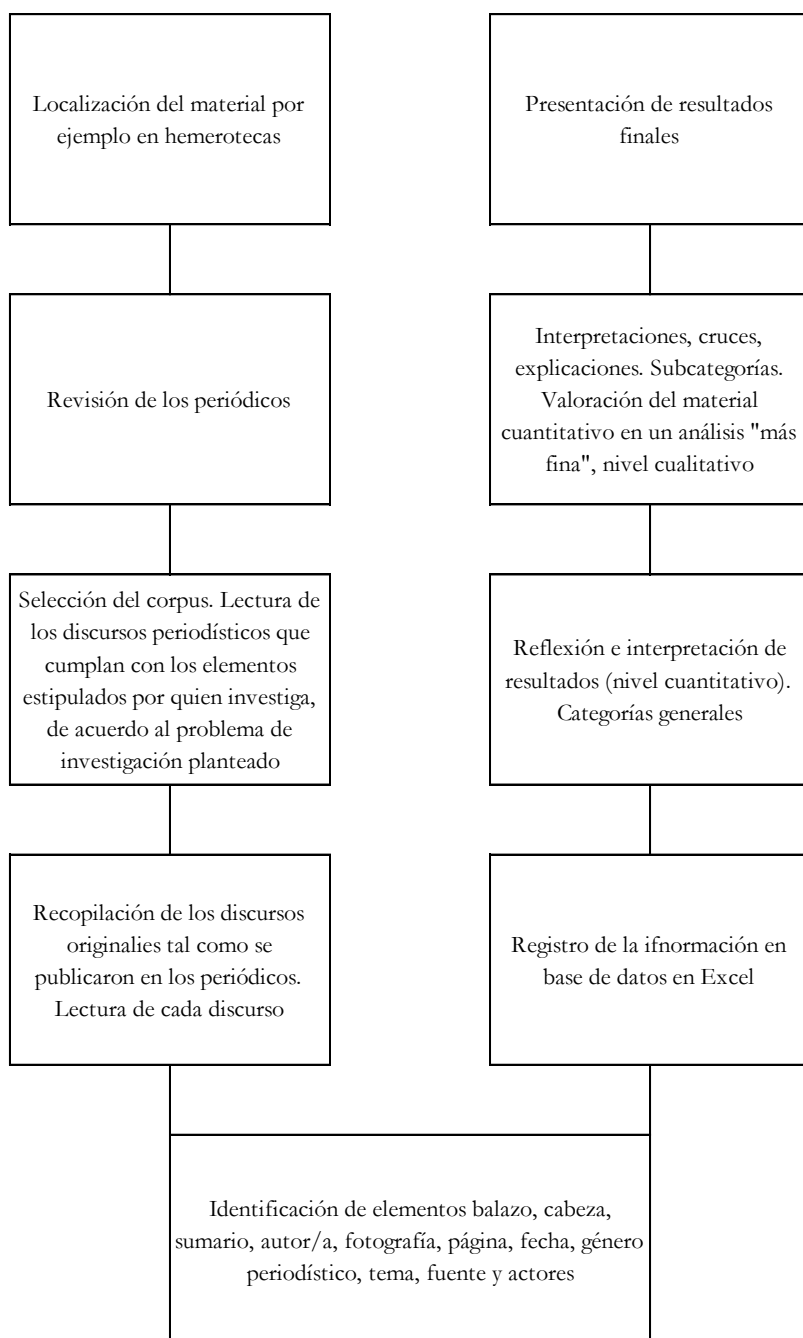 Localización del material por
ejemplo en hemerotecas
Revisión de los periódicos
Selección del corpus. Lectura de
los discursos periodísticos que
cumplan con los elementos
estipulados por quien investiga,
de acuerdo al problema de
investigación planteado
Recopilación de los discursos
originalies tal como se
publicaron en los periódicos.
Lectura de cada discurso
Identificación de elementos balazo, cabeza,
sumario, autor/a, fotografía, página, fecha, género
periodístico, tema, fuente y actores
Registro de la ifnormación en
base de datos en Excel
Reflexión e interpretación de
resultados (nivel cuantitativo).
Categorías generales
Interpretaciones, cruces,
explicaciones. Subcategorías.
Valoración del material
cuantitativo en un análisis "más
fina", nivel cualitativo
Presentación de resultados
finales